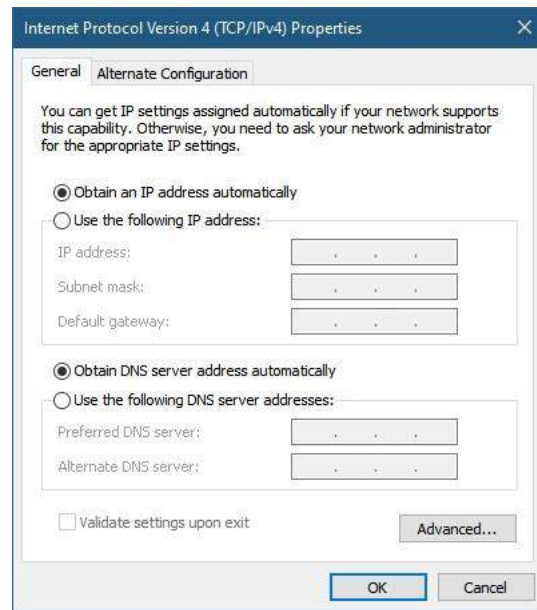 Internet Protocol Version 4 (TCP/IPv4) Properties
General
Alternate Configuration
You can get IP settings assigned automatically if your network supports
this capability. Otherwise, you need to ask your network administrator
for the appropriate IP settings.
Obtain an IP address automatically
Use the following IP address:
IP address:
Subnet mask:
Default gateway:
Obtain DNS server address automatically
Use the following DNS server addresses:
Preferred DNS server:
Alternate DNS server:
Validate settings upon exit
Advanced...
OK
Cancel